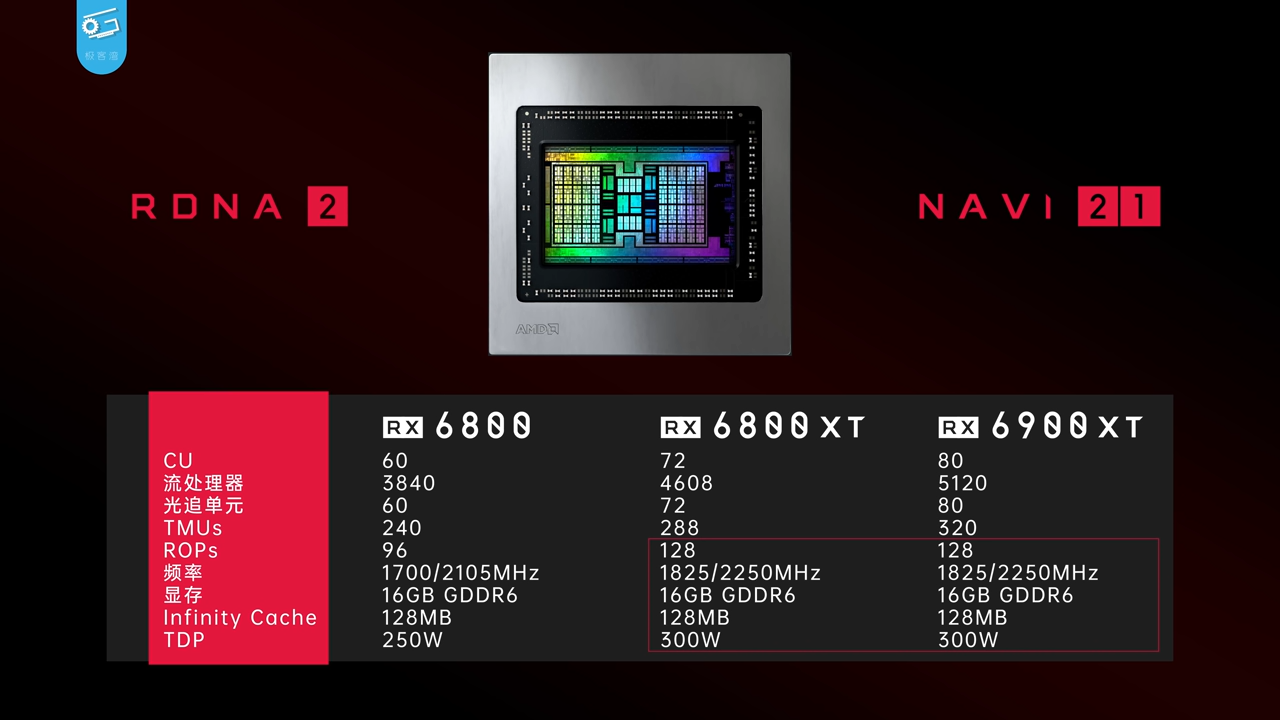 极客湾
RDNA 2
NAVI 21
AMD
RX 6800 RX 6800 XT RX 6900 XT
CU 60 72 80
流处理器 3840 4608 5120
光追单元 60 72 80
TMUs 240 288 320
ROPs 96 128 128
频率 1700/2105MHz 1825/2250MHz 1825/2250MHz
显存 16GB GDDR6 16GB GDDR6 16GB GDDR6
Infinity Cache 128MB 128MB 128MB
TDP 250W 300W 300W